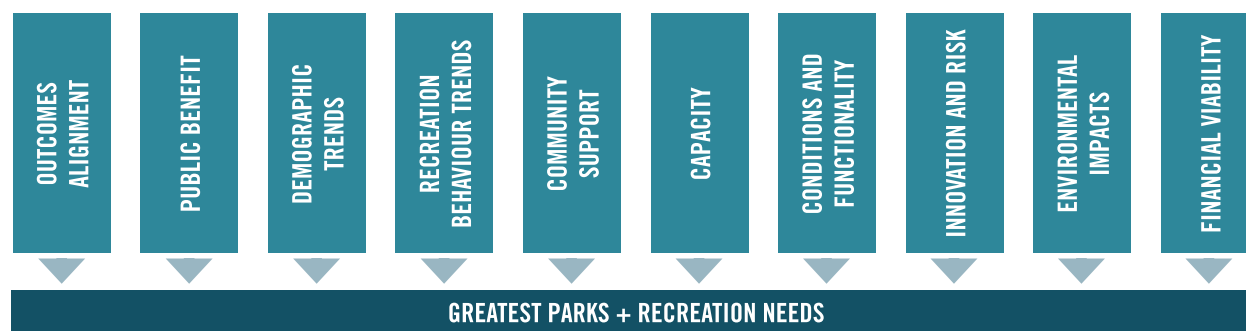 OUTCOMES
ALIGNMENT
PUBLIC BENEFIT
DEMOGRAPHIC
TRENDS
RECREATION
BEHAVIOUR TRENDS
COMMUNITY
SUPPORT
CAPACITY
CONDITIONS AND
FUNCTIONALITY
INNOVATION AND RISK
ENVIRONMENTAL
IMPACTS
FINANCIAL VIABILITY
GREATEST PARKS + RECREATION NEEDS